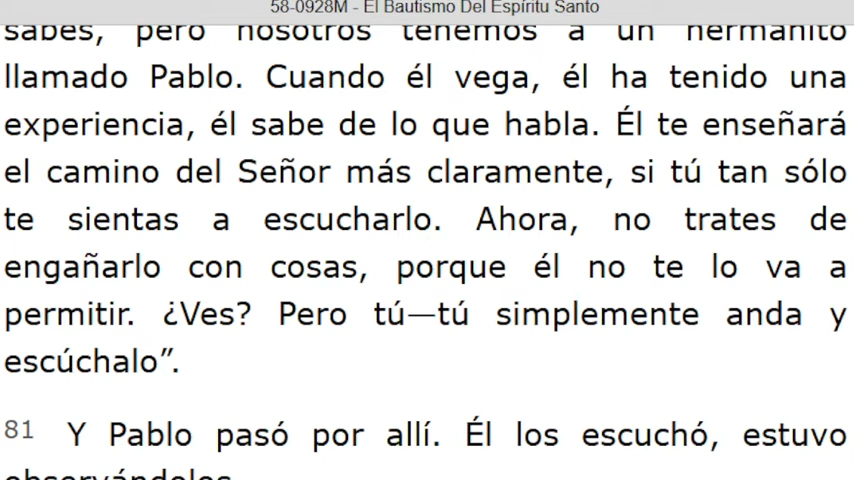 58-0928M - El Bautismo Del Espíritu Santo
sabes, pero nosotros tenemos a un hermanito
llamado Pablo. Cuando él vega, él ha tenido una
experiencia, él sabe de lo que habla. Él te enseñará
el camino del Señor más claramente, si tú tan sólo
te sientas a escucharlo. Ahora, no trates de
engañarlo con cosas, porque él no te lo va a
permitir. ¿Ves? Pero tú—tú simplemente anda y
escúchalo”.
81 Y Pablo pasó por allí. Él los escuchó, estuvo
observándolos